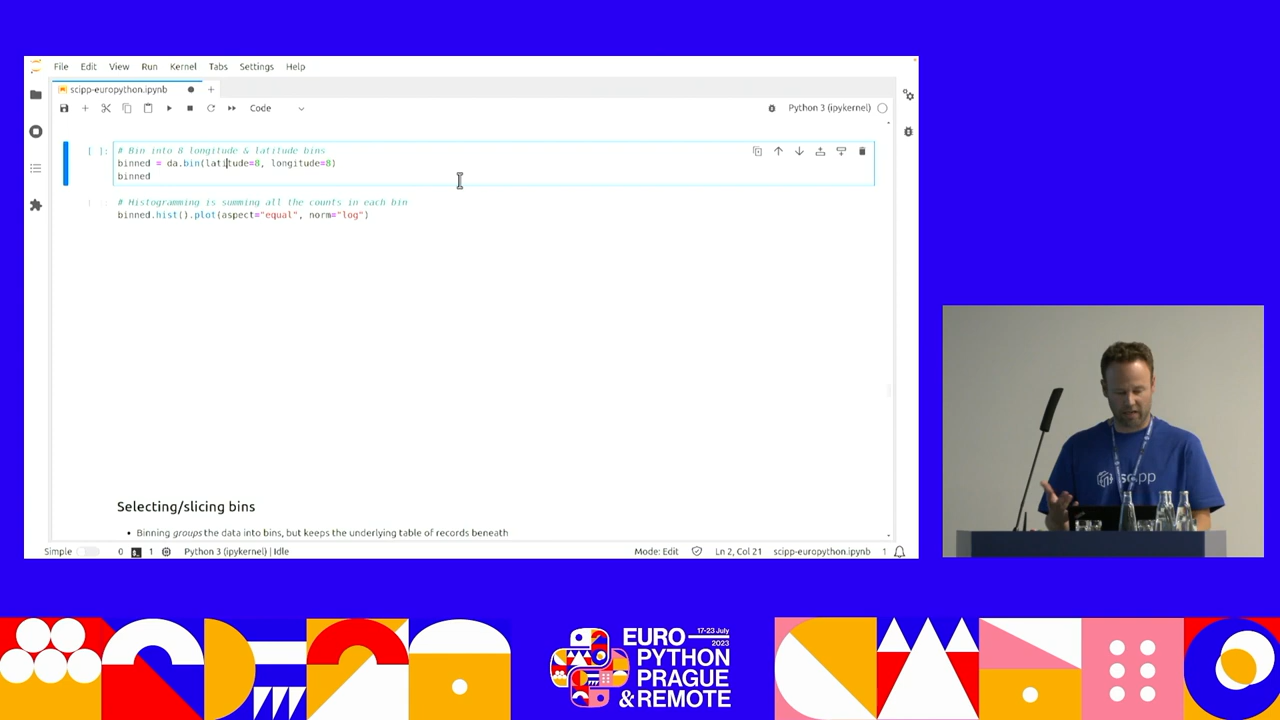 File Edit View Run Kernel Tabs Settings Help
scipp-europython.ipynb
Code
Python 3 (ipykernel)
[ ]:
# Bin into 8 longitude & latitude bins
binned = da.bin(latitude=8, longitude=8)
binned
[ ]:
# Histogramming is summing all the counts in each bin
binned.hist().plot(aspect="equal", norm="log")
Selecting/slicing bins
• Binning groups the data into bins, but keeps the underlying table of records beneath
Simple 0 1 Python 3 (ipykernel) | Idle Mode: Edit Ln 2, Col 21 scipp-europython.ipynb 1
scipp
EURO 17-23 July 2023
PYTHON
PRAGUE
& REMOTE